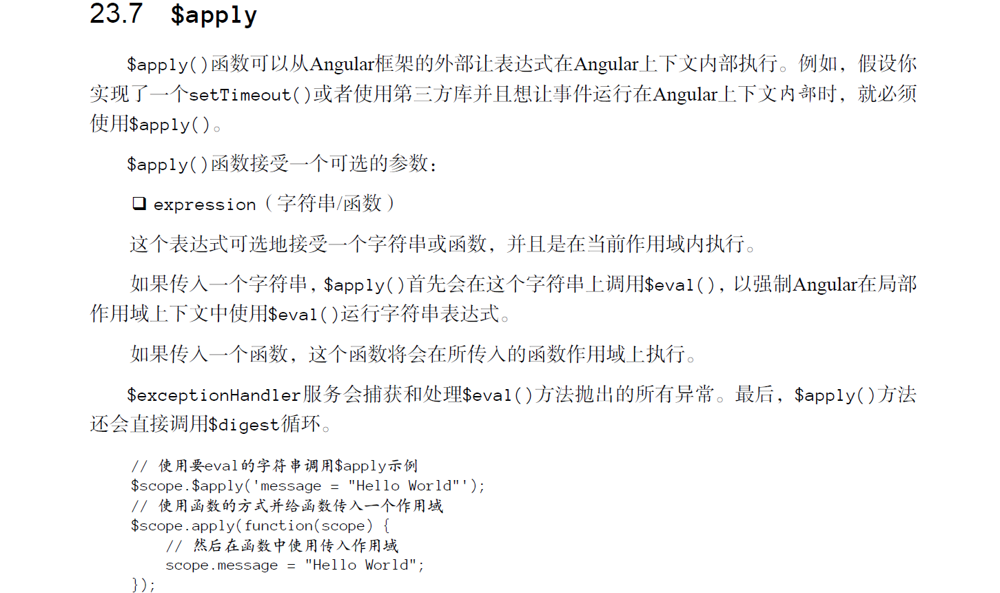 23.7 $apply
$apply()函数可以从Angular框架的外部让表达式在Angular上下文内部执行。例如，假设你
实现了一个setTimeout()或者使用第三方库并且想让事件运行在Angular上下文内部时，就必须
使用$apply()。
$apply()函数接受一个可选的参数：
❑ expression（字符串/函数）
这个表达式可选地接受一个字符串或函数，并且是在当前作用域内执行。
如果传入一个字符串，$apply()首先会在这个字符串上调用$eval()，以强制Angular在局部
作用域上下文中使用$eval()运行字符串表达式。
如果传入一个函数，这个函数将会在所传入的函数作用域上执行。
$exceptionHandler服务会捕获和处理$eval()方法抛出的所有异常。最后，$apply()方法
还会直接调用$digest循环。
// 使用要eval的字符串调用$apply示例
$scope.$apply('message = "Hello World"');
// 使用函数的方式并给函数传入一个作用域
$scope.apply(function(scope) {
// 然后在函数中使用传入作用域
scope.message = "Hello World";
});